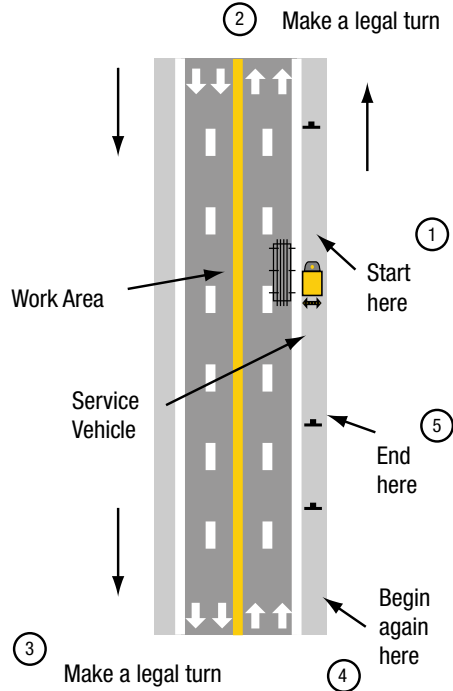 2 Make a legal turn
1
Start
here
Work Area
Service
Vehicle
5
End
here
Begin
again
here
3
Make a legal turn
4